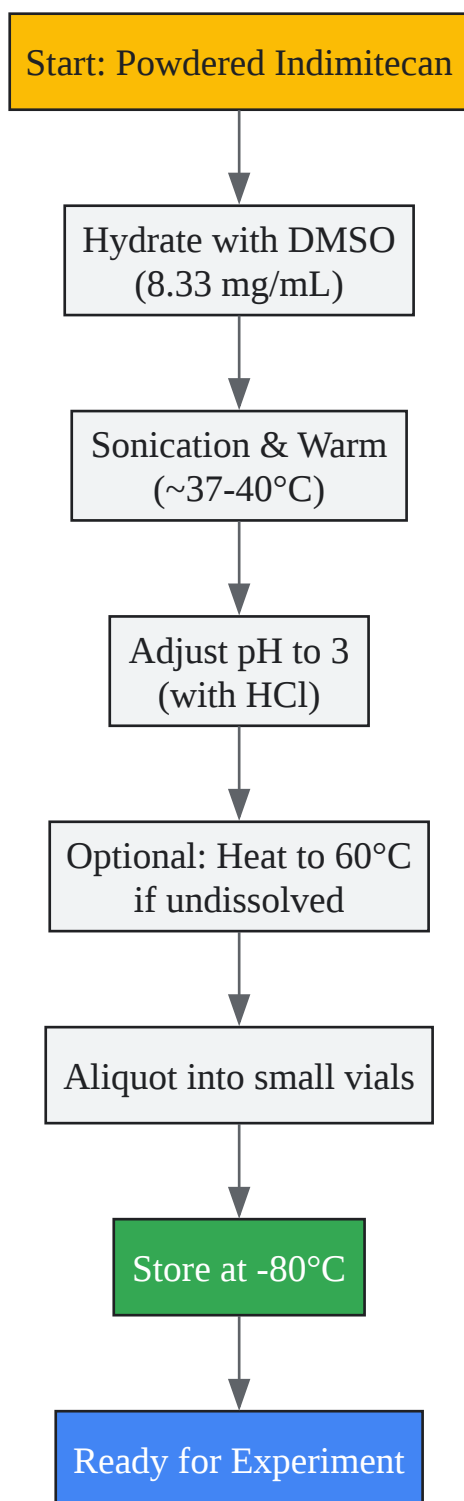 Start: Powdered Indimitecan
Hydrate with DMSO
(8.33 mg/mL)
Sonication & Warm
(~37-40°C)
Adjust pH to 3
(with HCl)
Optional: Heat to 60°C
if undissolved
Aliquot into small vials
Store at -80°C
Ready for Experiment